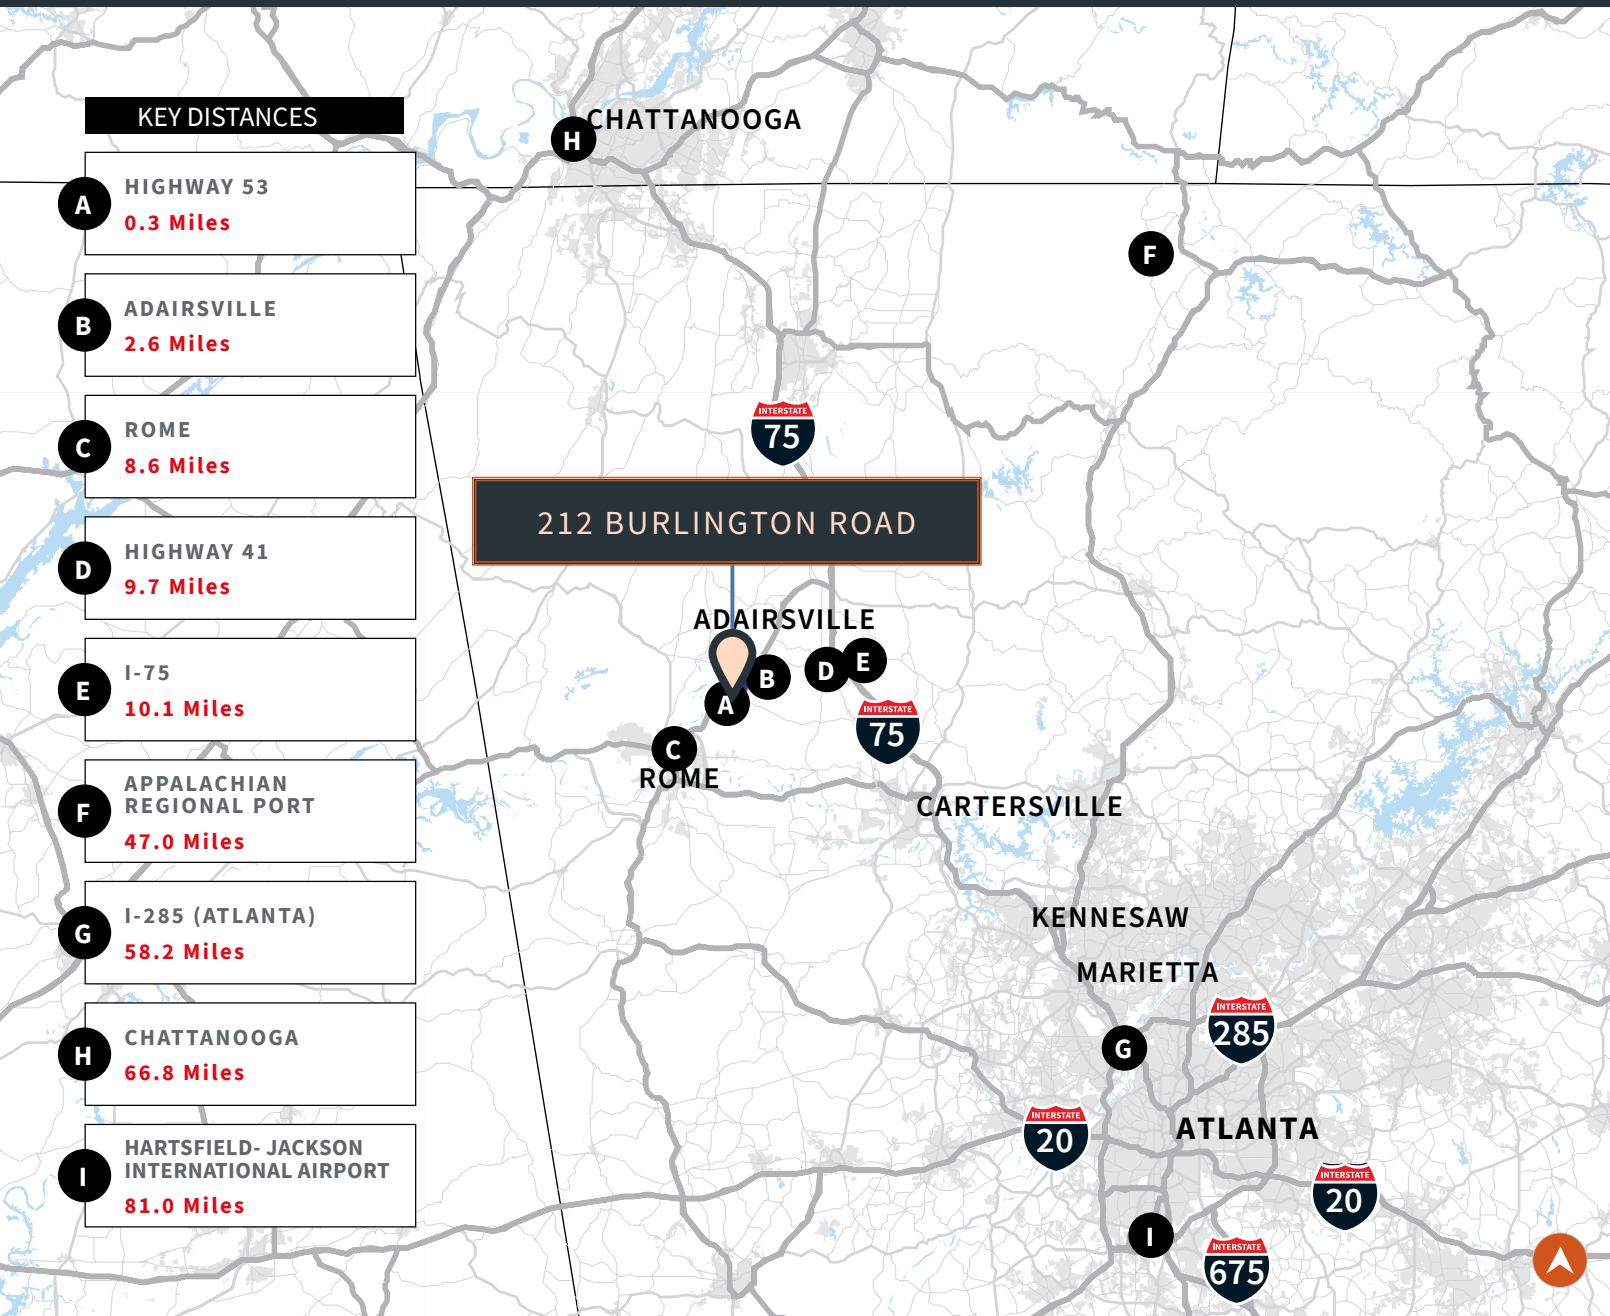 KEY DISTANCES
A
HIGHWAY 53
0.3 Miles
B
ADAIRSVILLE
2.6 Miles
C
ROME
8.6 Miles
D
HIGHWAY 41
9.7 Miles
E
I-75
10.1 Miles
F
APPALACHIAN
REGIONAL PORT
47.0 Miles
G
I-285 (ATLANTA)
58.2 Miles
H
CHATTANOOGA
66.8 Miles
I
HARTSFIELD- JACKSON
INTERNATIONAL AIRPORT
81.0 Miles
CHATTANOOGA
H
F
INTERSTATE
75
212 BURLINGTON ROAD
ADAIRSVILLE
A
B
D
E
INTERSTATE
75
C
ROME
CARTERSVILLE
KENNESAW
MARIETTA
INTERSTATE
285
G
INTERSTATE
20
ATLANTA
INTERSTATE
20
I
INTERSTATE
675